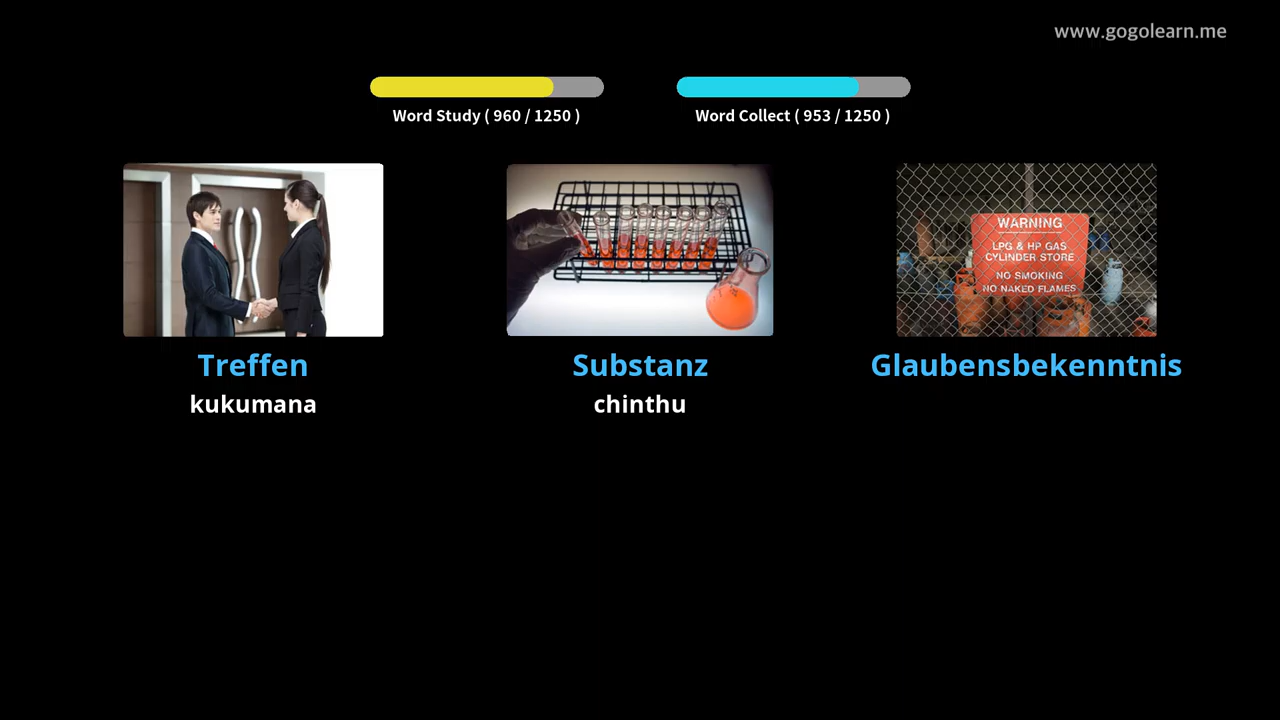 www.gogolearn.me
Word Study ( 960 / 1250 )
Word Collect ( 953 / 1250 )
WARNING
LPG & HP GAS
CYLINDER STORE
NO SMOKING
NO NAKED FLAMES
Treffen
Substanz
Glaubensbekenntnis
kukumana
chinthu